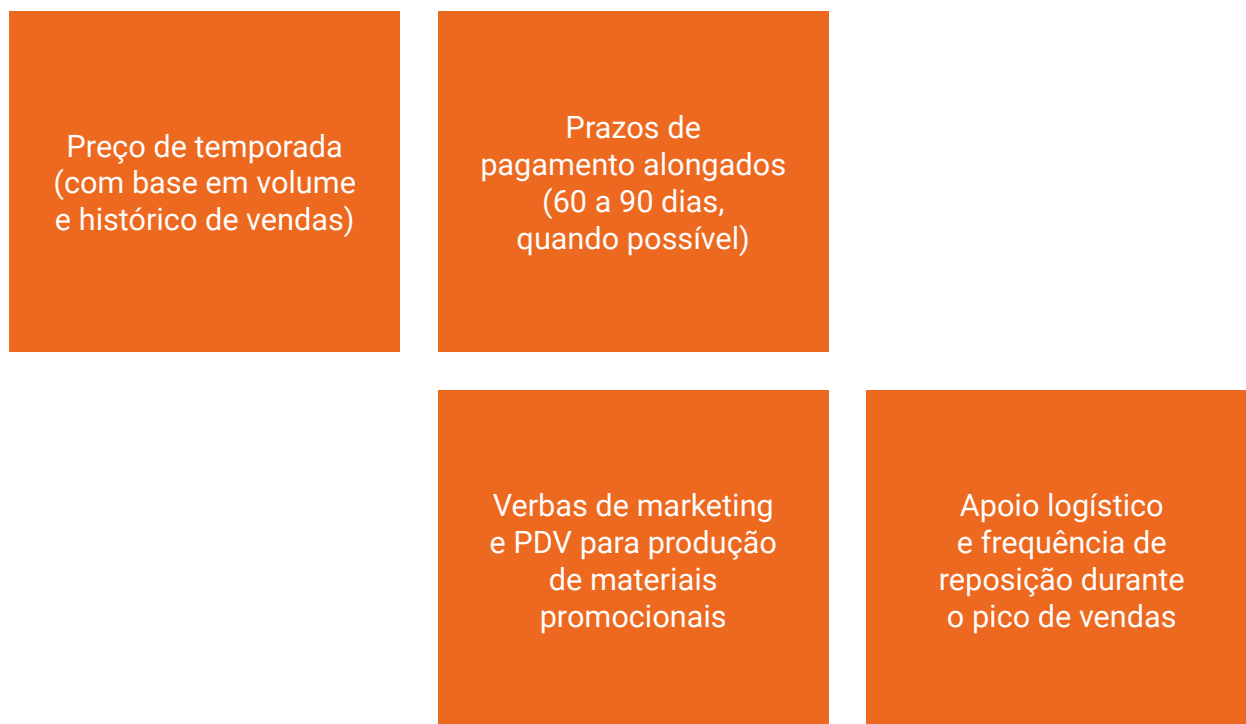 Preço de temporada
(com base em volume
e histórico de vendas)
Prazos de
pagamento alongados
(60 a 90 dias,
quando possível)
Verbas de marketing
e PDV para produção
de materiais
promocionais
Apoio logístico
e frequência de
reposição durante
o pico de vendas